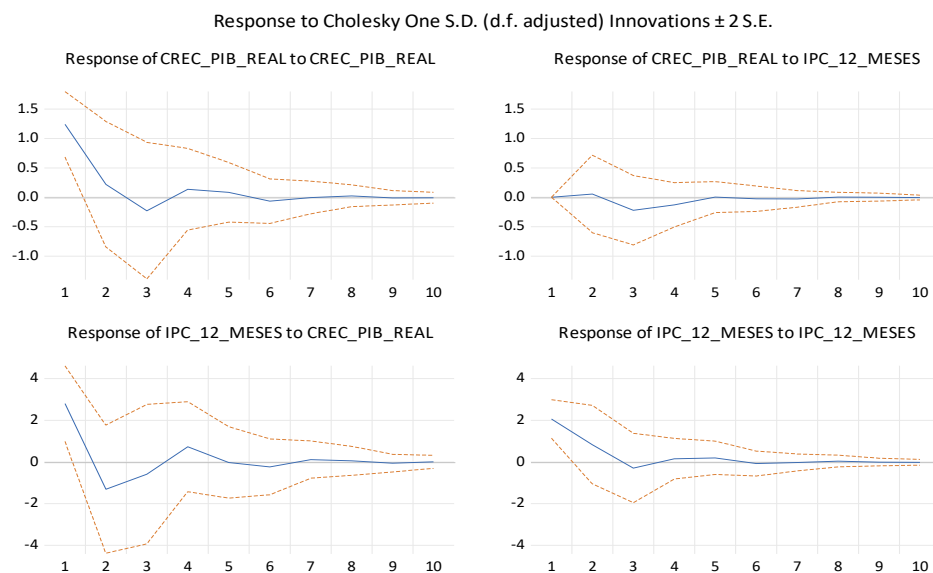 Response to Cholesky One S.D. (d.f. adjusted) Innovations ± 2 S.E.
Response of CREC_PIB_REAL to CREC_PIB_REAL
1.5
1.0
0.5
0.0
-0.5
-1.0
1 2 3 4 5 6 7 8 9 10
Response of CREC_PIB_REAL to IPC_12_MESES
1.5
1.0
0.5
0.0
-0.5
-1.0
1 2 3 4 5 6 7 8 9 10
Response of IPC_12_MESES to CREC_PIB_REAL
4
2
0
-2
-4
1 2 3 4 5 6 7 8 9 10
Response of IPC_12_MESES to IPC_12_MESES
4
2
0
-2
-4
1 2 3 4 5 6 7 8 9 10